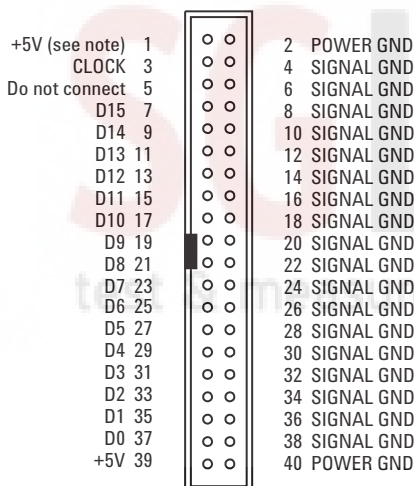 SGI
test & measu
+5V (see note) 1 2 POWER GND
CLOCK 3 4 SIGNAL GND
Do not connect 5 6 SIGNAL GND
D15 7 8 SIGNAL GND
D14 9 10 SIGNAL GND
D13 11 12 SIGNAL GND
D12 13 14 SIGNAL GND
D11 15 16 SIGNAL GND
D10 17 18 SIGNAL GND
D9 19 20 SIGNAL GND
D8 21 22 SIGNAL GND
D7 23 24 SIGNAL GND
D6 25 26 SIGNAL GND
D5 27 28 SIGNAL GND
D4 29 30 SIGNAL GND
D3 31 32 SIGNAL GND
D2 33 34 SIGNAL GND
D1 35 36 SIGNAL GND
D0 37 38 SIGNAL GND
+5V 39 40 POWER GND